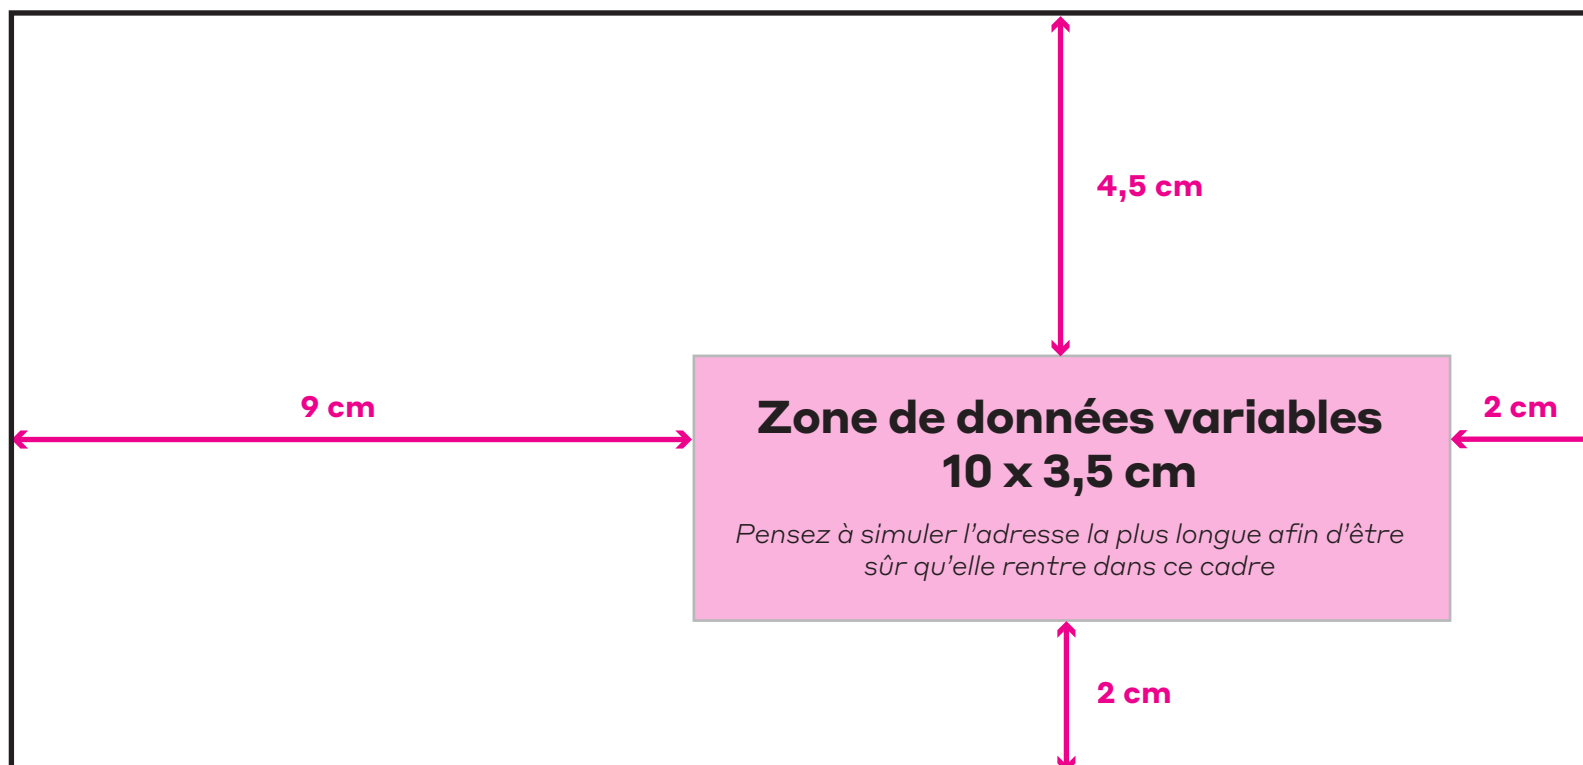 4,5 cm
9 cm
Zone de données variables
10 x 3,5 cm
Pensez à simuler l'adresse la plus longue afin d'être
sûr qu'elle rentre dans ce cadre
2 cm
2 cm